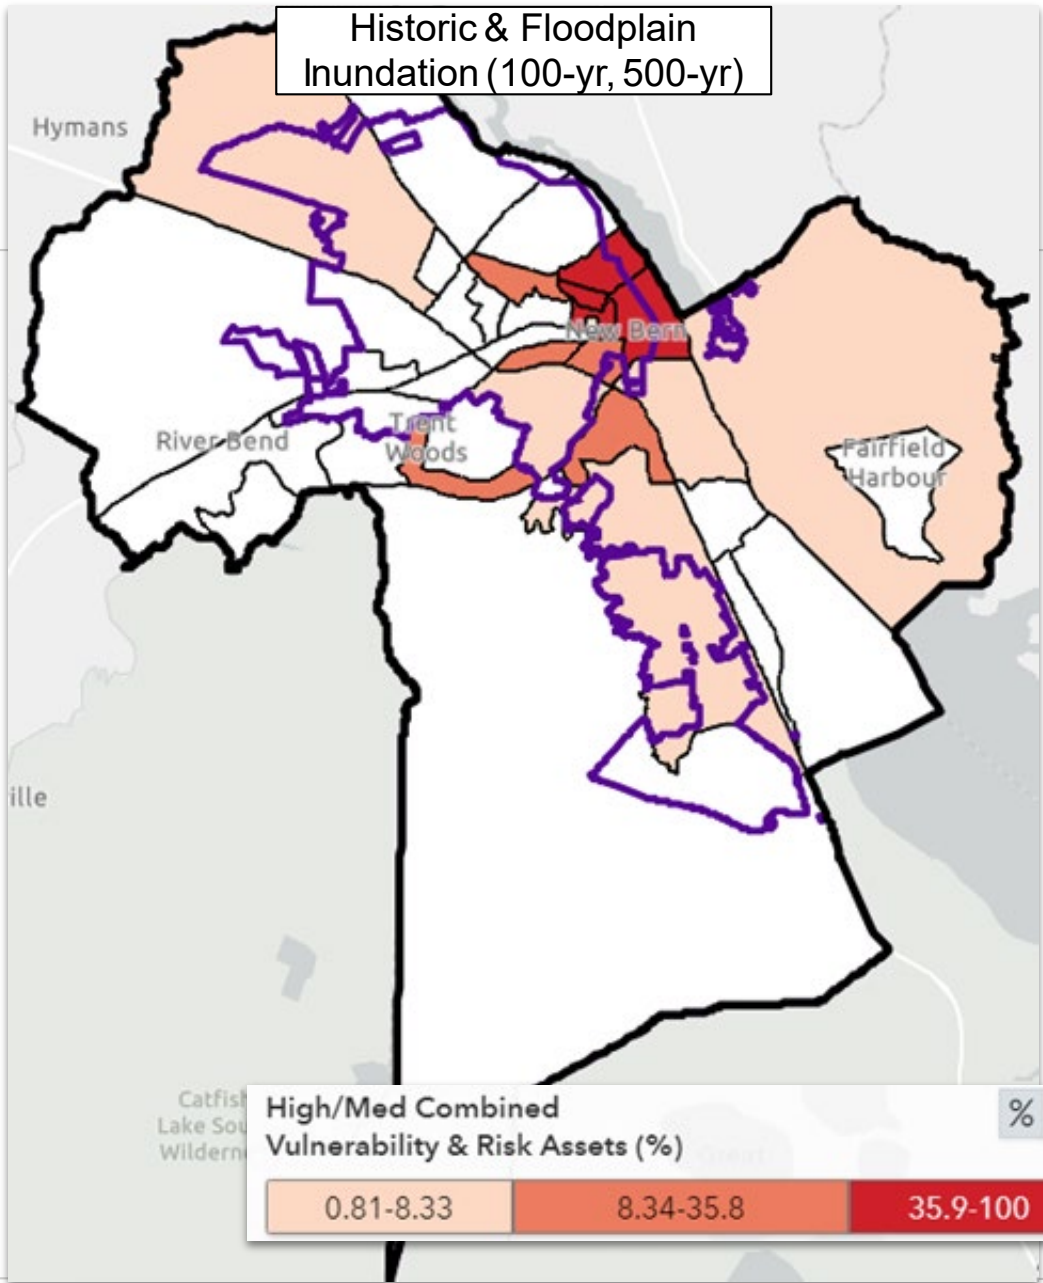 Historic & Floodplain
Inundation (100-yr, 500-yr)
Hymans
New Bern
River Bend
Trent
Woods
Fairfield
Harbour
ille
Catfish
Lake Sou
Wilderne
High/Med Combined
Vulnerability & Risk Assets (%)
%
0.81-8.33
8.34-35.8
35.9-100